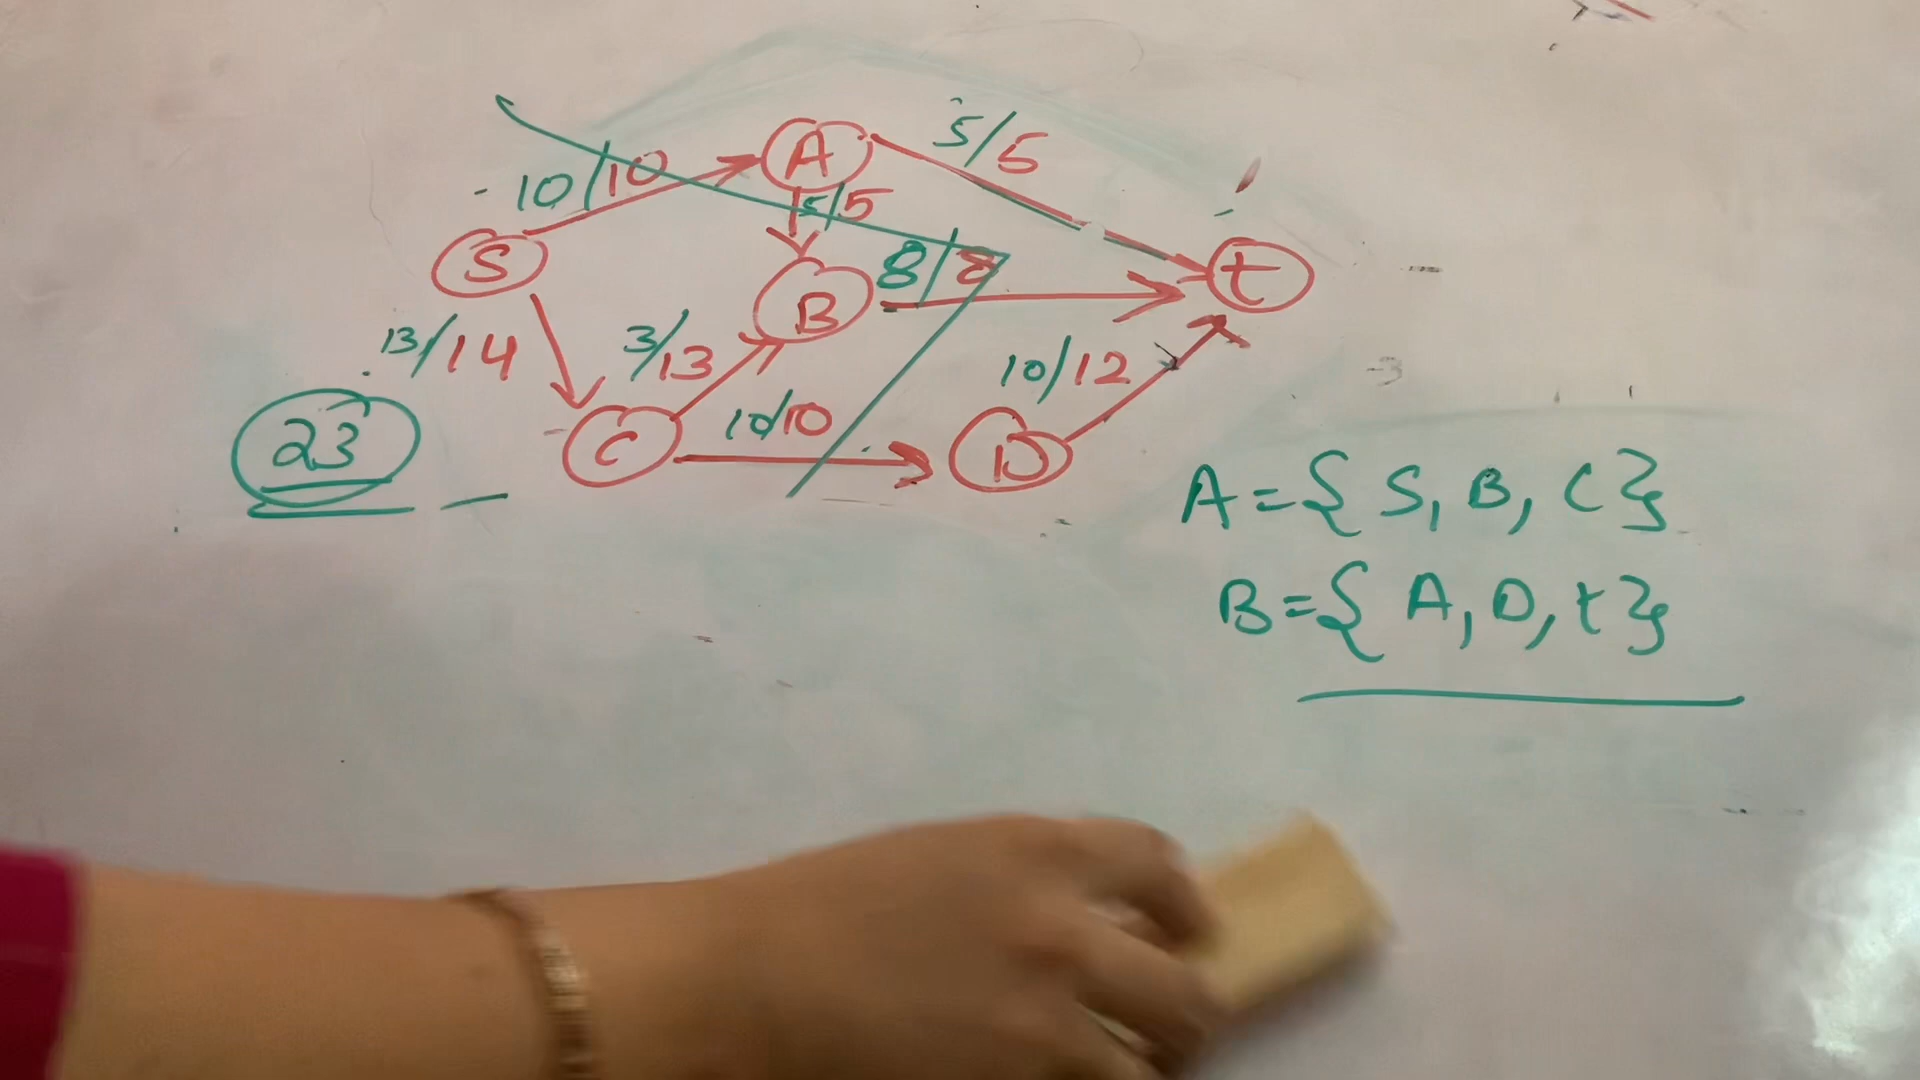 5/5
10/10
A
5/5
S
8/8
t
B
13/14
3/13
10/12
10/10
23
C
D
A={S, B, C}
B={A, D, t}